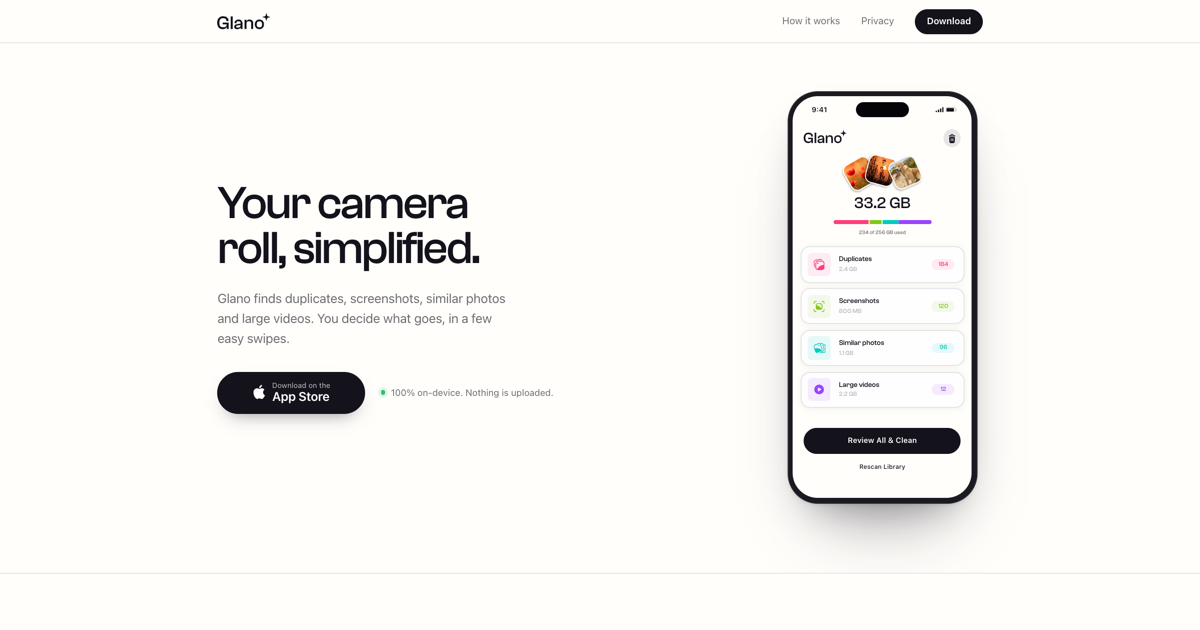 Glano
How it works
Privacy
Download
Your camera
roll, simplified.
Glano finds duplicates, screenshots, similar photos
and large videos. You decide what goes, in a few
easy swipes.
Download on the
App Store
100% on-device. Nothing is uploaded.
9:41
Glano
33.2 GB
234 of 256 GB used
Duplicates
2.4 GB
184
Screenshots
800 MB
120
Similar photos
1.1 GB
96
Large videos
2.2 GB
12
Review All & Clean
Rescan Library